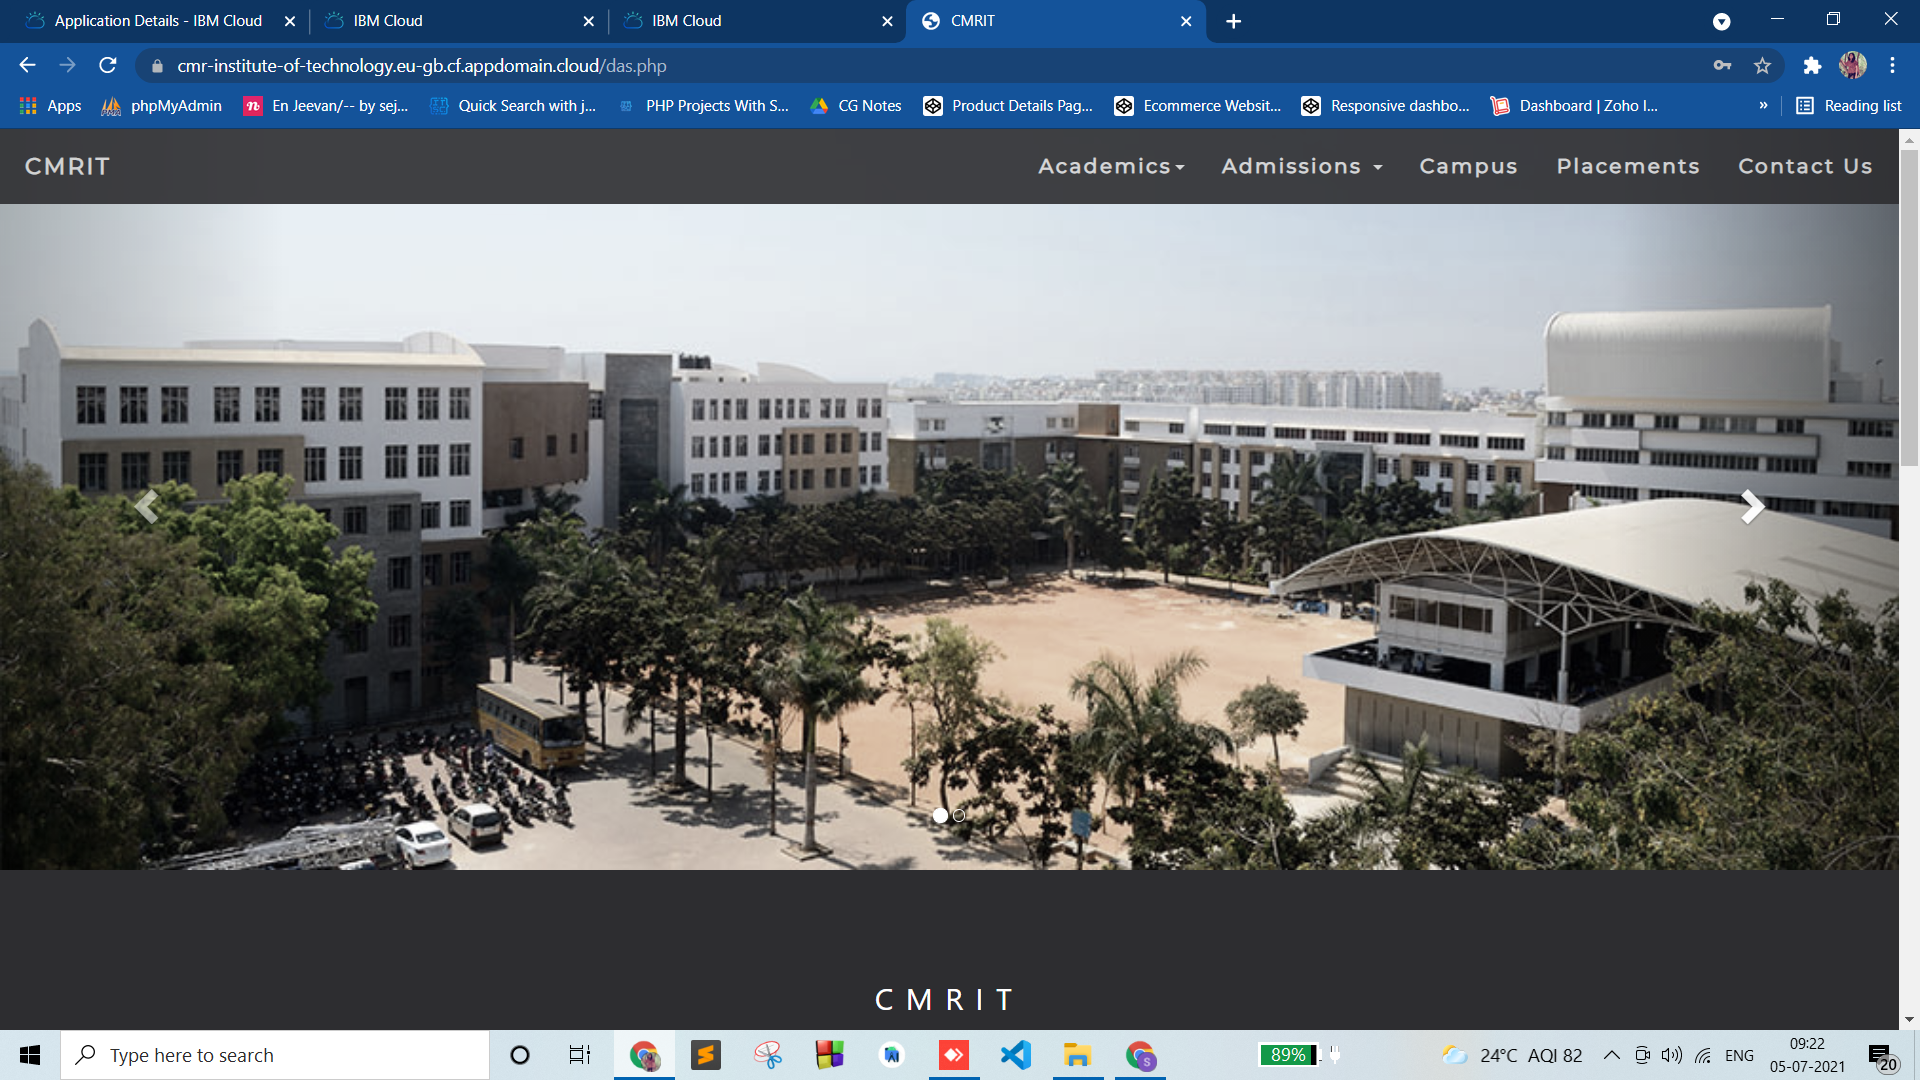 Application Details - IBM Cloud
IBM Cloud
IBM Cloud
CMRIT
cmr-institute-of-technology.eu-gb.cf.appdomain.cloud/das.php
Apps
phpMyAdmin
En Jeevan/-- by sej...
Quick Search with j...
PHP Projects With S...
CG Notes
Product Details Pag...
Ecommerce Websit...
Responsive dashbo...
Dashboard | Zoho I...
»
Reading list
CMRIT
Academics
Admissions
Campus
Placements
Contact Us
CMRIT
Type here to search
89%
24°C AQI 82
ENG
09:22
05-07-2021
20